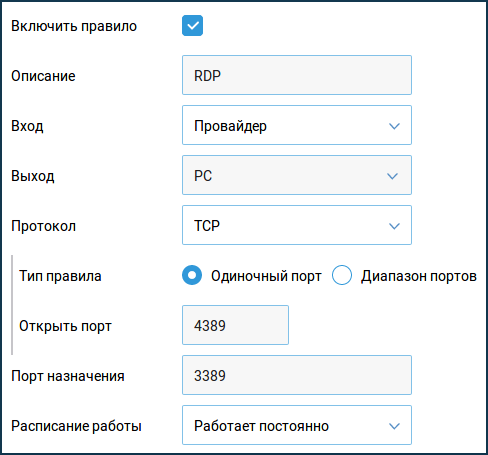 Включить правило
Описание RDP
Вход Провайдер
Выход PC
Протокол TCP
Тип правила Одиночный порт Диапазон портов
Открыть порт 4389
Порт назначения 3389
Расписание работы Работает постоянно